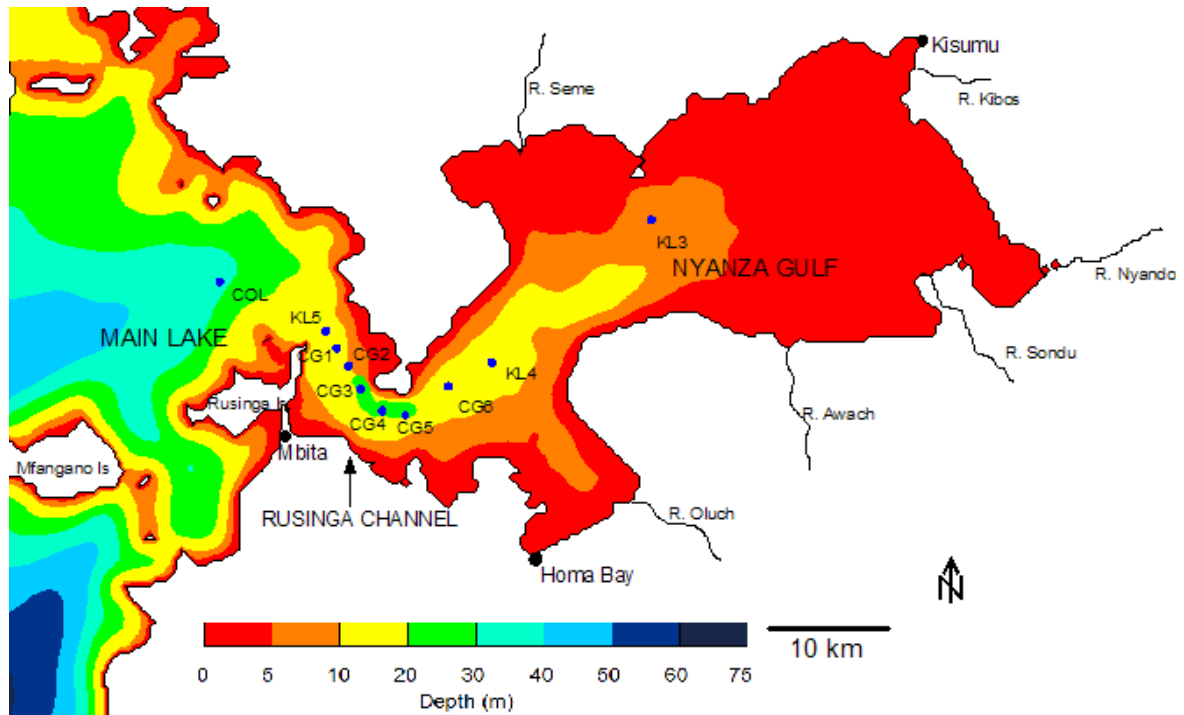 Kisumu
R. Seme
R. Kibos
KL3
NYANZA GULF
R. Nyando
COL
MAIN LAKE
KL5
CG1
CG2
R. Sondu
CG3
KL4
CG6
Rusinga Is
CG4
CG5
R. Awach
Mbita
Mfangano Is
RUSINGA CHANNEL
R. Oluch
Homa Bay
N
10 km
0 5 10 20 30 40 50 60 75
Depth (m)